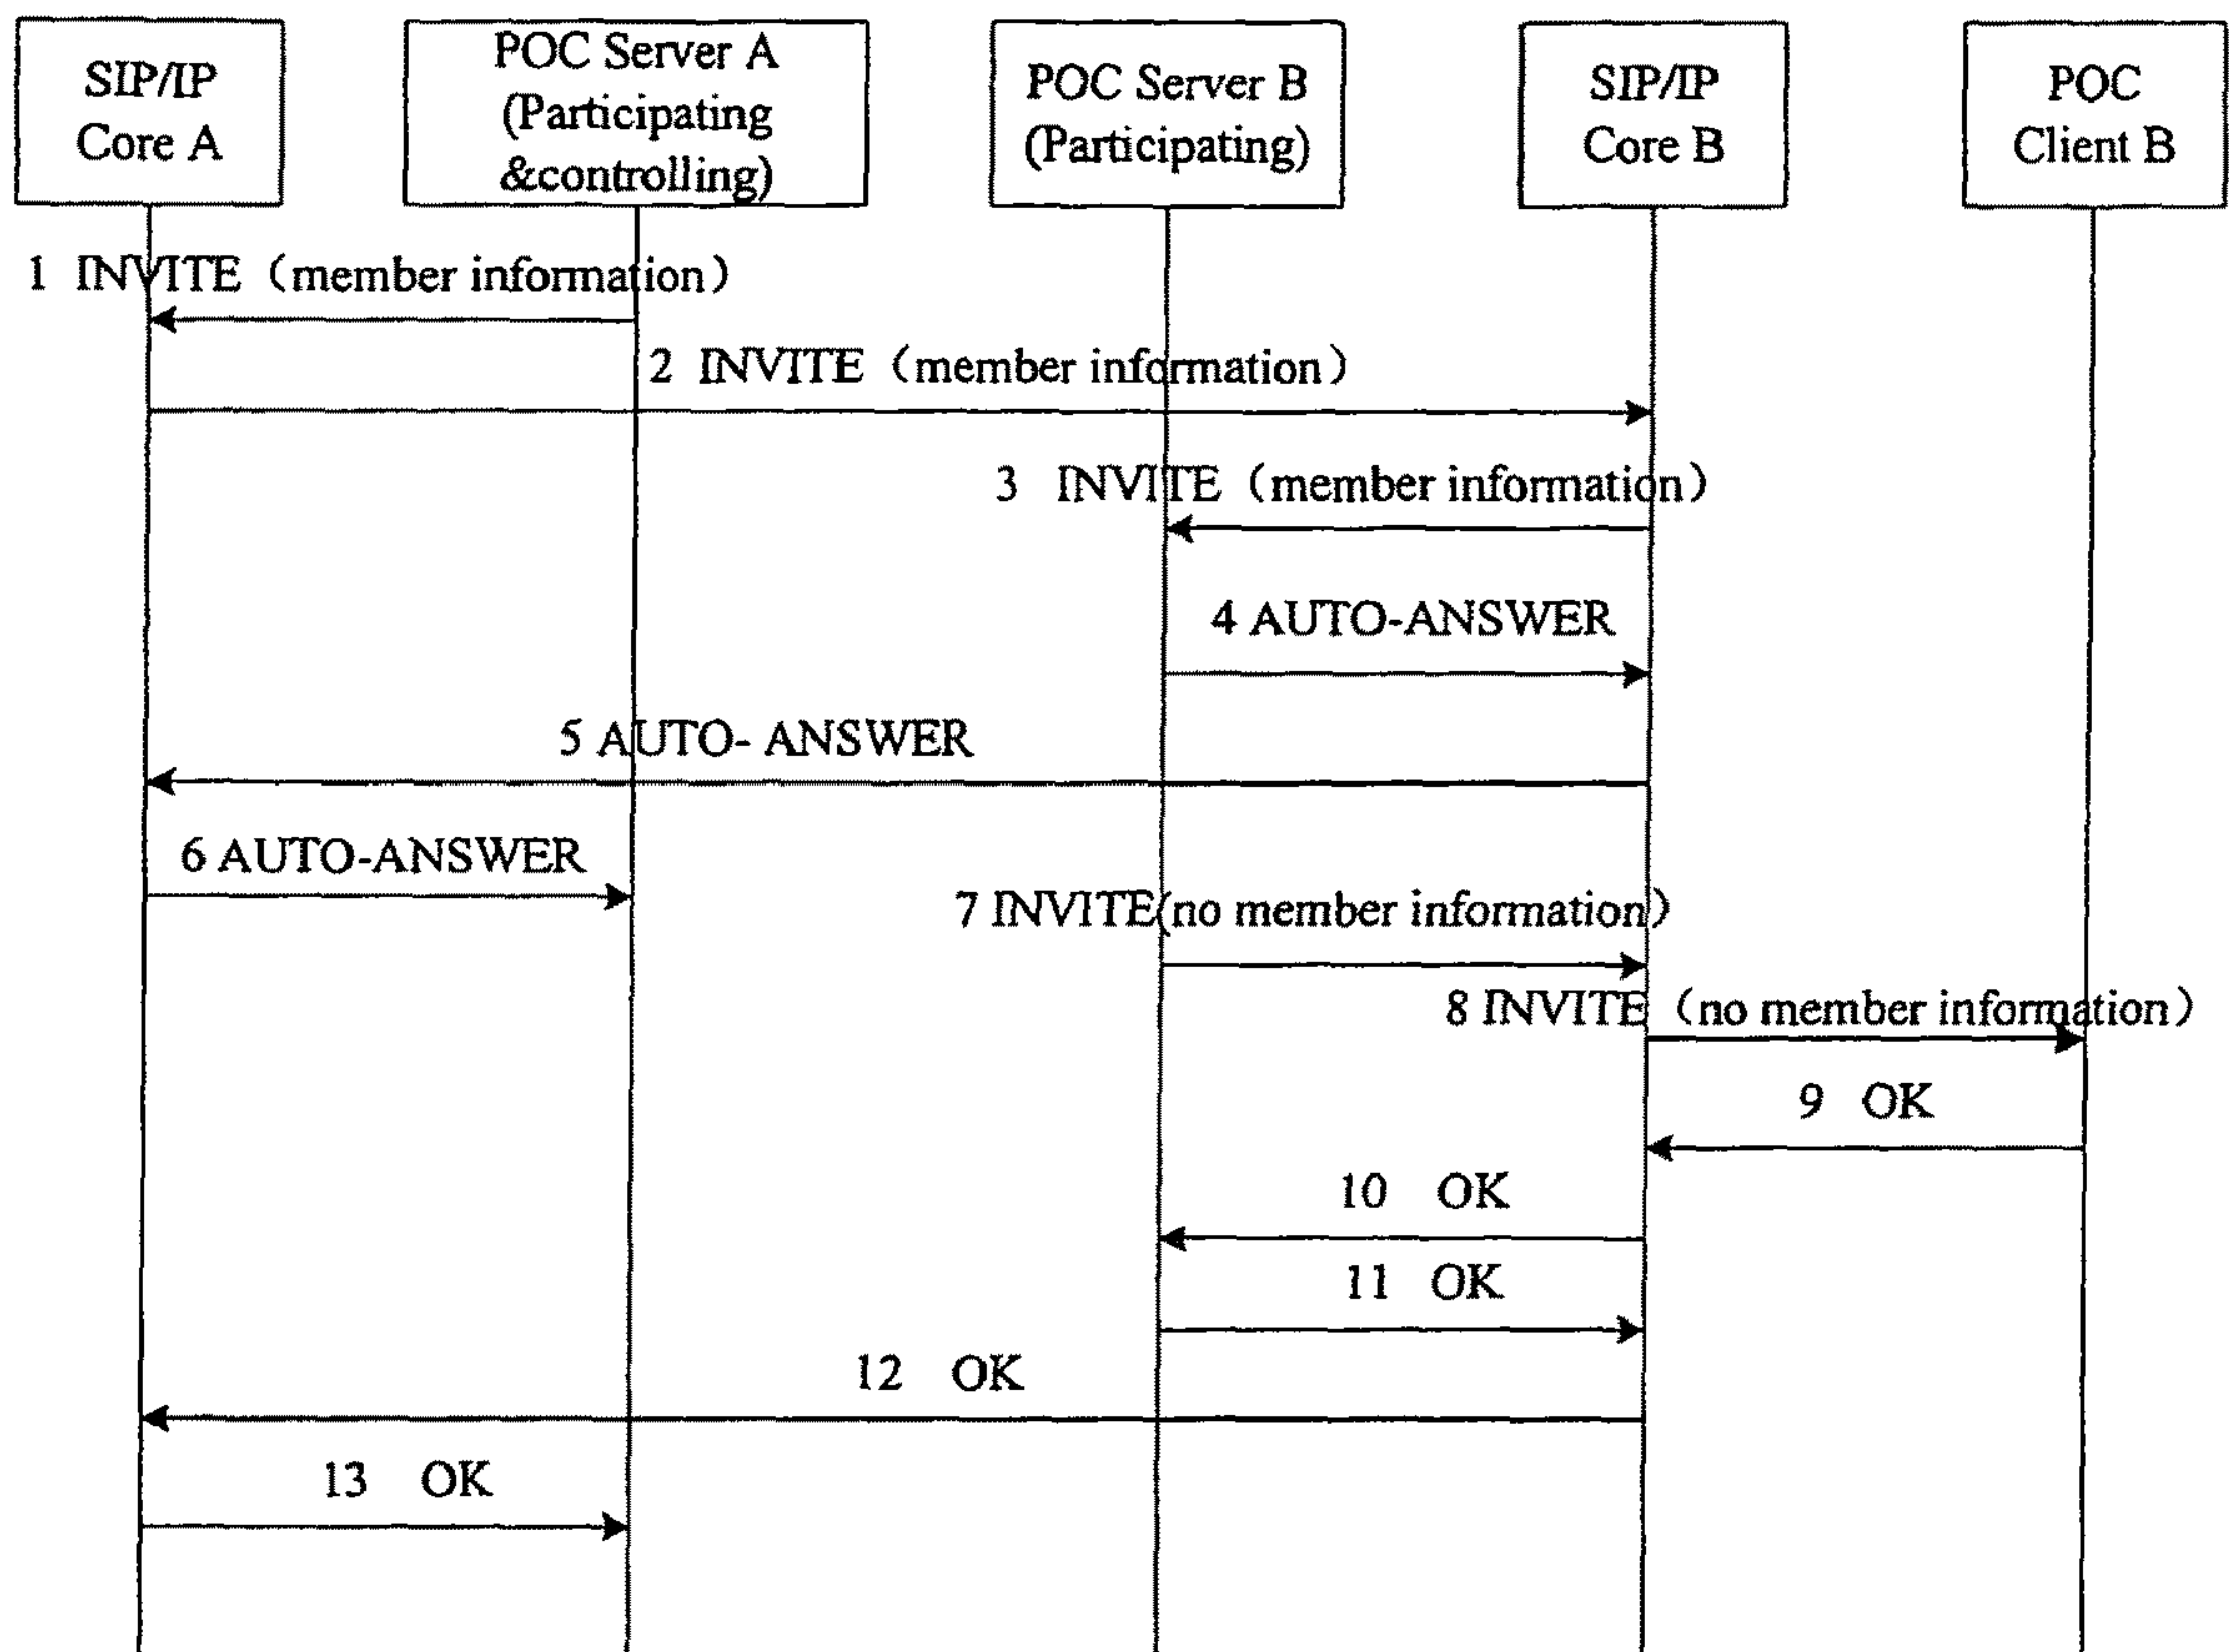 SIP/IP
Core A
POC Server A
(Participating
&controlling)
POC Server B
(Participating)
SIP/IP
Core B
POC
Client B
1 INVITE（member information）
2 INVITE（member information）
3 INVITE（member information）
4 AUTO-ANSWER
5 AUTO- ANSWER
6 AUTO-ANSWER
7 INVITE(no member information)
8 INVITE（no member information）
9 OK
10 OK
11 OK
12 OK
13 OK